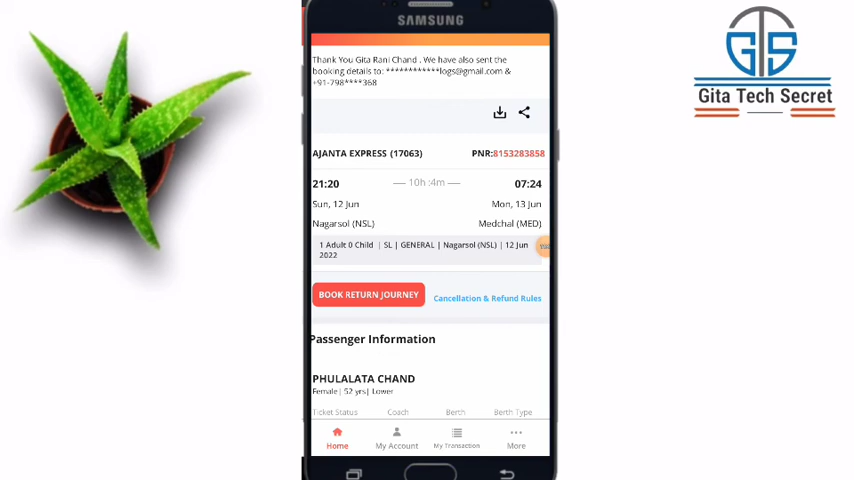 SAMSUNG
Gita Tech Secret
Thank You Gita Rani Chand . We have also sent the
booking details to: ************logs@gmail.com &
+91-798****368
AJANTA EXPRESS (17063) PNR:8153283858
21:20 10h :4m 07:24
Sun, 12 Jun Mon, 13 Jun
Nagarsol (NSL) Medchal (MED)
1 Adult 0 Child | SL | GENERAL | Nagarsol (NSL) | 12 Jun
2022
BOOK RETURN JOURNEY Cancellation & Refund Rules
Passenger Information
PHULALATA CHAND
Female| 52 yrs| Lower
Ticket Status Coach Berth Berth Type
Home My Account My Transaction More